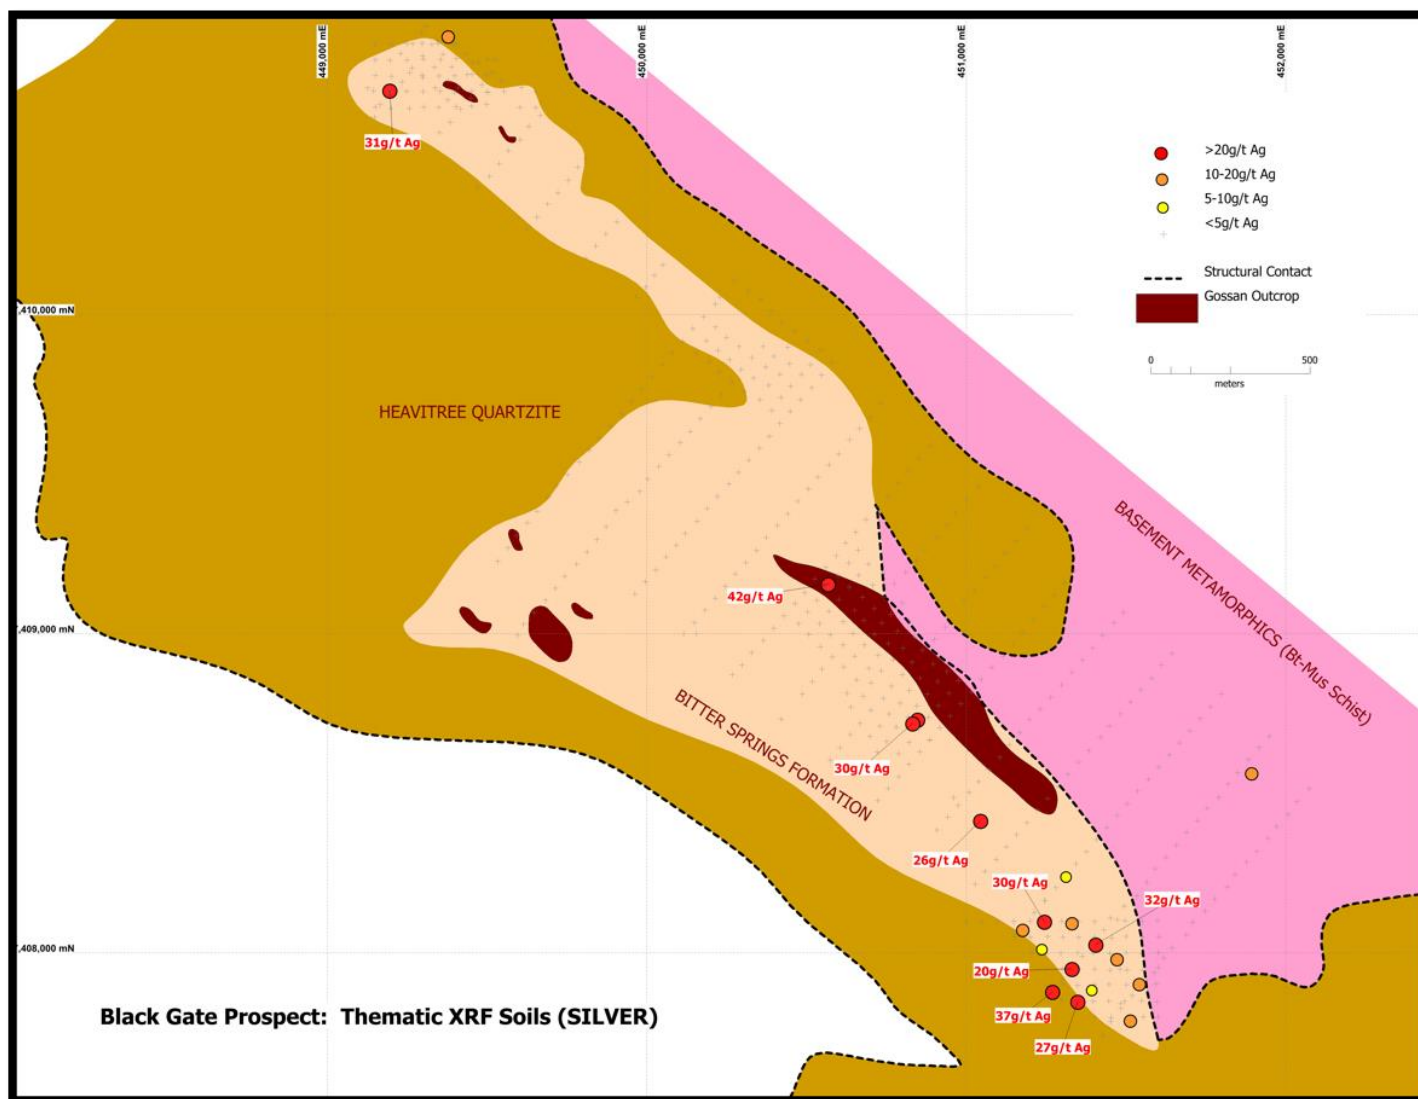 449,000 mE
450,000 mE
451,000 mE
452,000 mE
31g/t Ag
>20g/t Ag
10-20g/t Ag
5-10g/t Ag
<5g/t Ag
Structural Contact
Gossan Outcrop
0 500
meters
,410,000 mN
HEAVITREE QUARTZITE
BASEMENT METAMORPHICS (Bt-Mus Schist)
42g/t Ag
,409,000 mN
BITTER SPRINGS FORMATION
30g/t Ag
26g/t Ag
30g/t Ag
32g/t Ag
,408,000 mN
20g/t Ag
37g/t Ag
27g/t Ag
Black Gate Prospect: Thematic XRF Soils (SILVER)